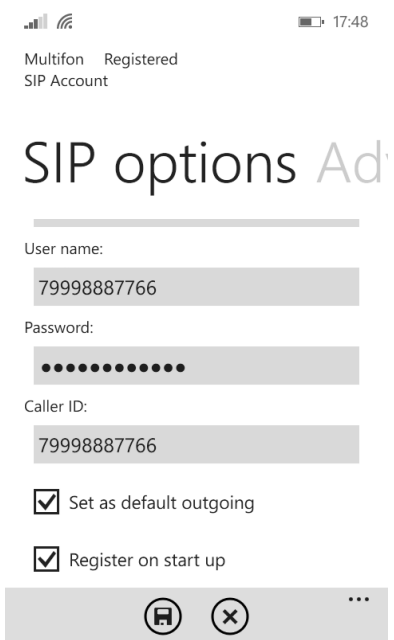 17:48
Multifon Registered
SIP Account
SIP options Adv
User name:
79998887766
Password:
●●●●●●●●●●●●
Caller ID:
79998887766
Set as default outgoing
Register on start up